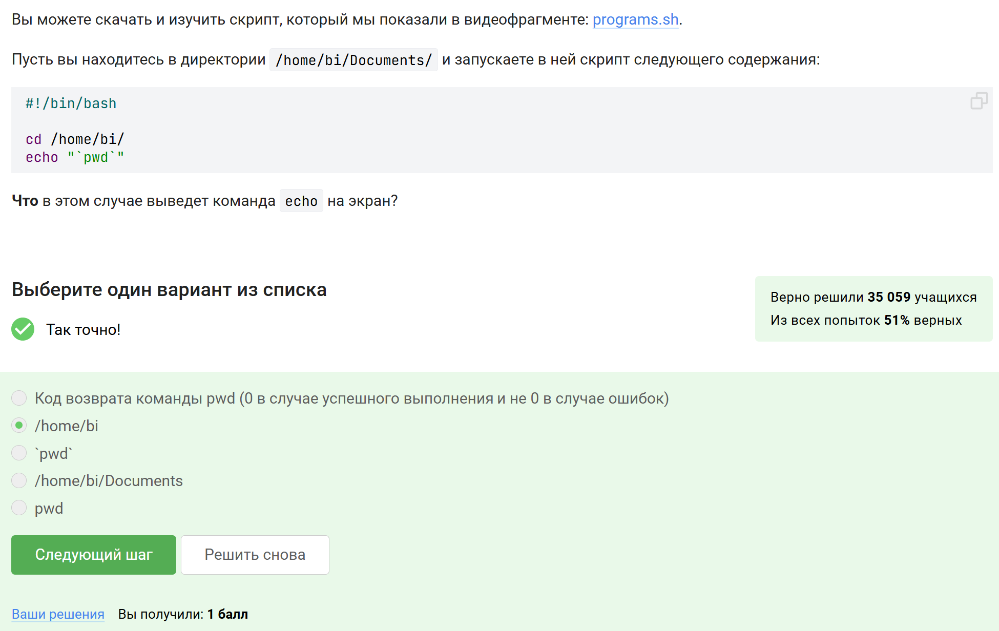 Вы можете скачать и изучить скрипт, который мы показали в видеофрагменте: programs.sh.
Пусть вы находитесь в директории /home/bi/Documents/ и запускаете в ней скрипт следующего содержания:
#!/bin/bash
cd /home/bi/
echo "`pwd`"
Что в этом случае выведет команда echo на экран?
Выберите один вариант из списка
Так точно!
Верно решили 35 059 учащихся
Из всех попыток 51% верных
Код возврата команды pwd (0 в случае успешного выполнения и не 0 в случае ошибок)
/home/bi
`pwd`
/home/bi/Documents
pwd
Следующий шаг
Решить снова
Ваши решения Вы получили: 1 балл